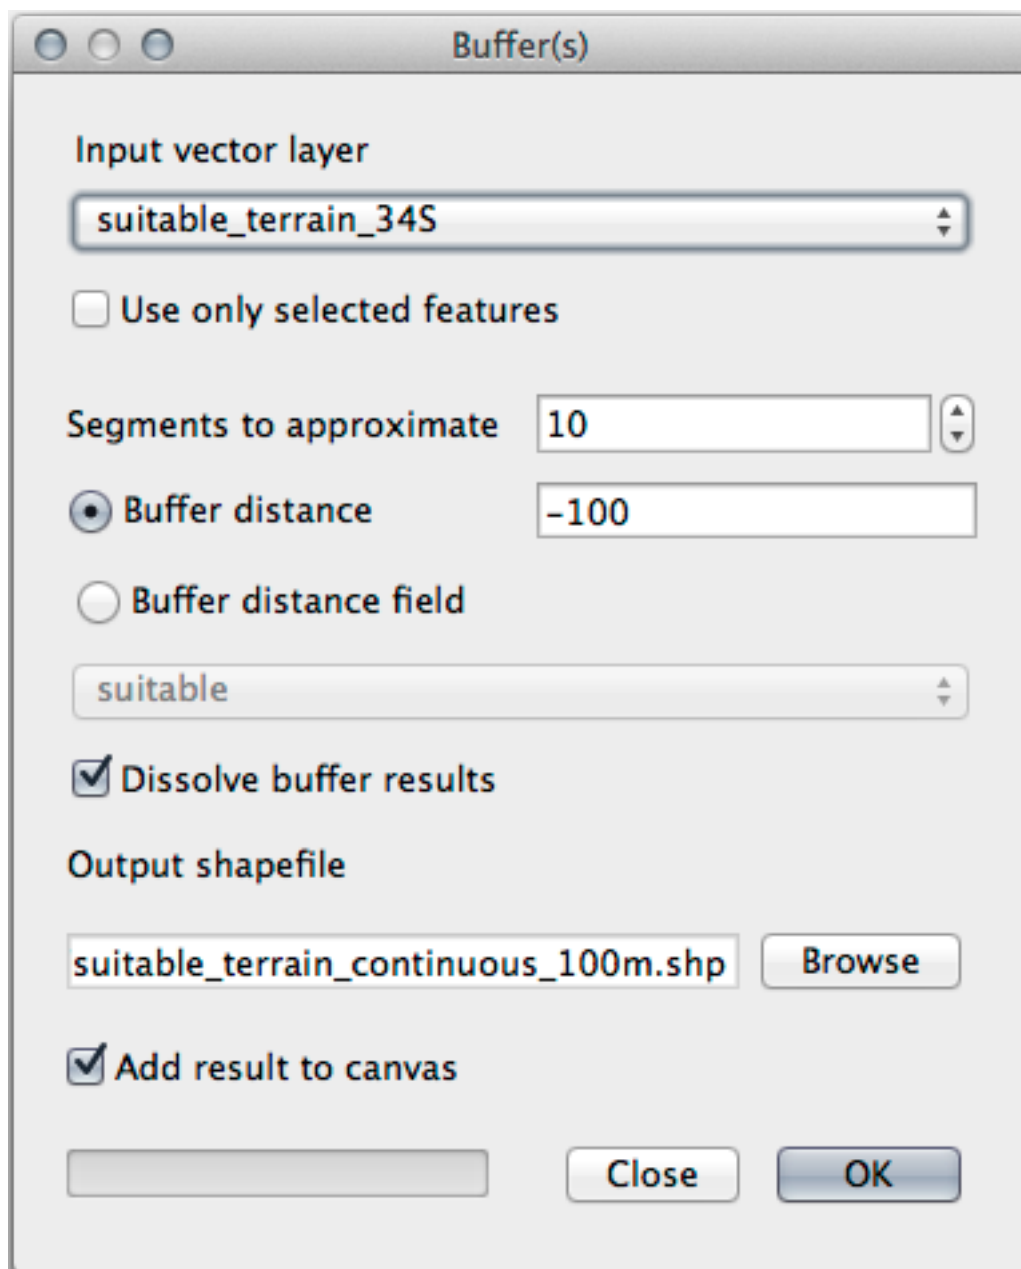 Buffer(s)
Input vector layer
suitable_terrain_34S
Use only selected features
Segments to approximate 10
Buffer distance -100
Buffer distance field
suitable
Dissolve buffer results
Output shapefile
suitable_terrain_continuous_100m.shp Browse
Add result to canvas
Close OK